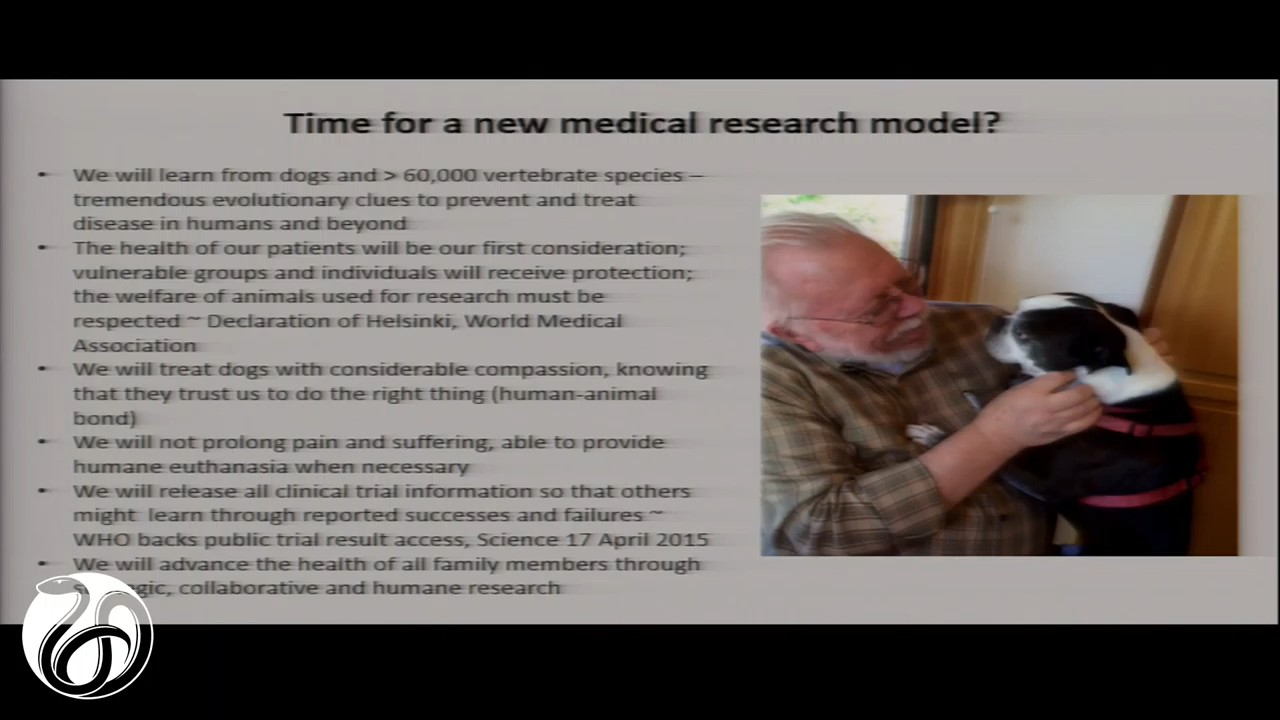 Time for a new medical research model?
• We will learn from dogs and > 60,000 vertebrate species –
tremendous evolutionary clues to prevent and treat
disease in humans and beyond
• The health of our patients will be our first consideration;
vulnerable groups and individuals will receive protection;
the welfare of animals used for research must be
respected ~ Declaration of Helsinki, World Medical
Association
• We will treat dogs with considerable compassion, knowing
that they trust us to do the right thing (human-animal
bond)
• We will not prolong pain and suffering, able to provide
humane euthanasia when necessary
• We will release all clinical trial information so that others
might learn through reported successes and failures ~
WHO backs public trial result access, Science 17 April 2015
• We will advance the health of all family members through
collaborative and humane research